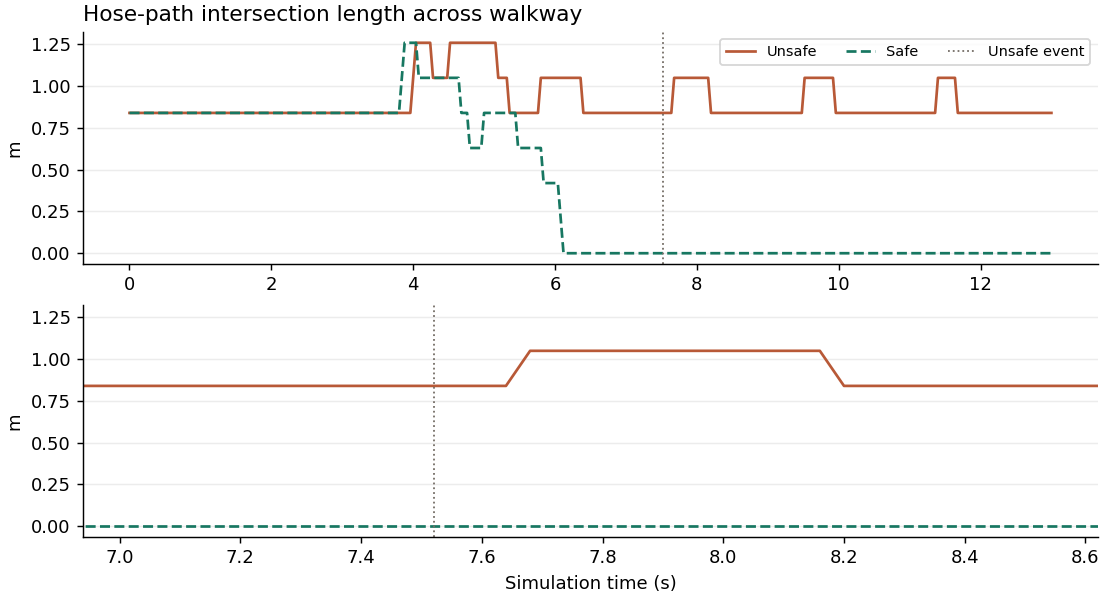 Hose-path intersection length across walkway
1.25
1.00
0.75
0.50
0.25
0.00
m
Unsafe
Safe
Unsafe event
0 2 4 6 8 10 12
1.25
1.00
0.75
0.50
0.25
0.00
m
7.0 7.2 7.4 7.6 7.8 8.0 8.2 8.4 8.6
Simulation time (s)